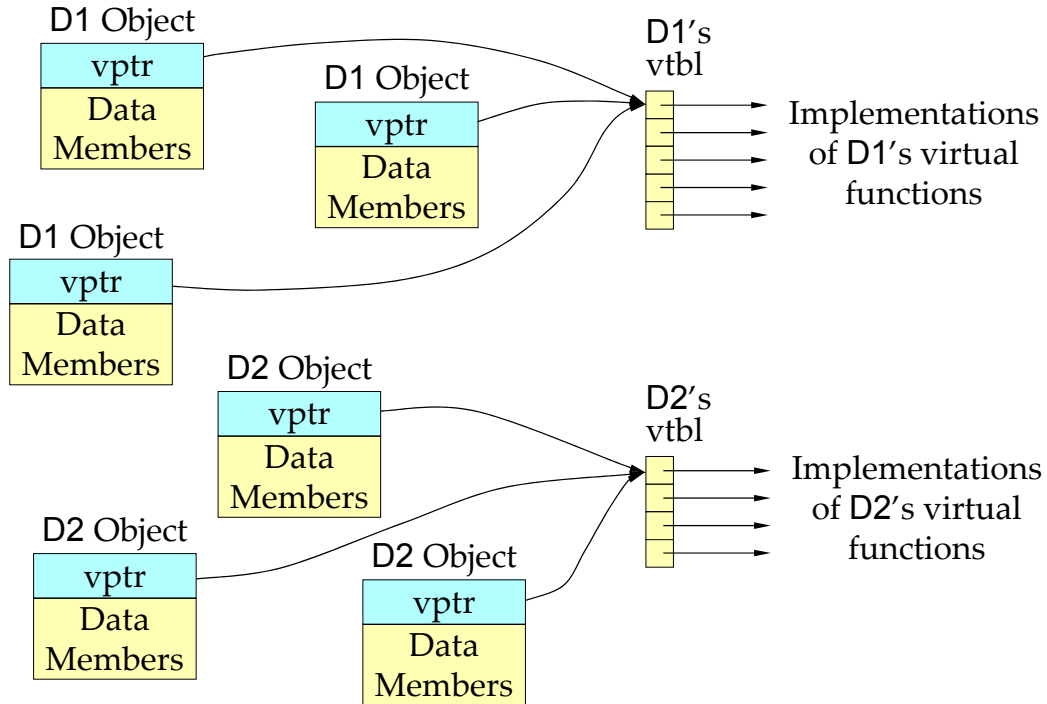 D1 Object
vptr
Data
Members
D1 Object
vptr
Data
Members
D1 Object
vptr
Data
Members
D1's
vtbl
Implementations
of D1's virtual
functions
D2 Object
vptr
Data
Members
D2 Object
vptr
Data
Members
D2 Object
vptr
Data
Members
D2's
vtbl
Implementations
of D2's virtual
functions